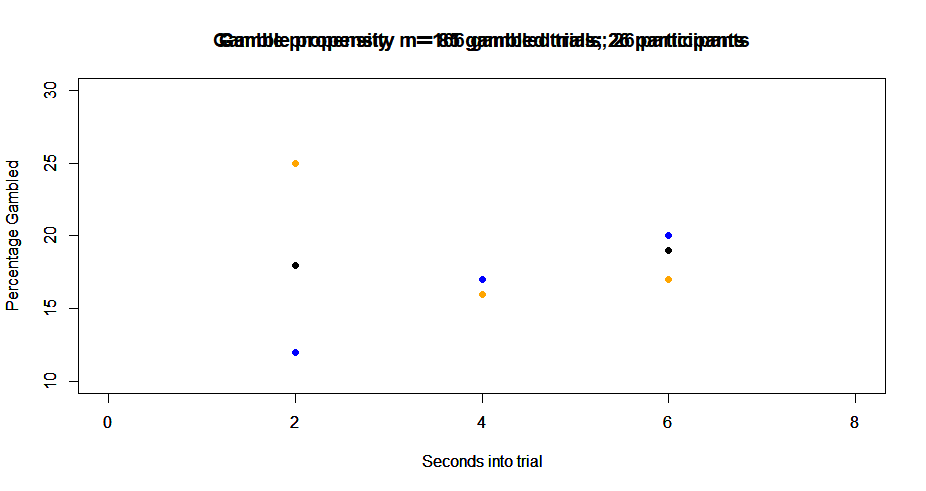 Gamble propensity n= gambled trials; 26 participants
Percentage Gambled
30
25
20
15
10
0 2 4 6 8
Seconds into trial